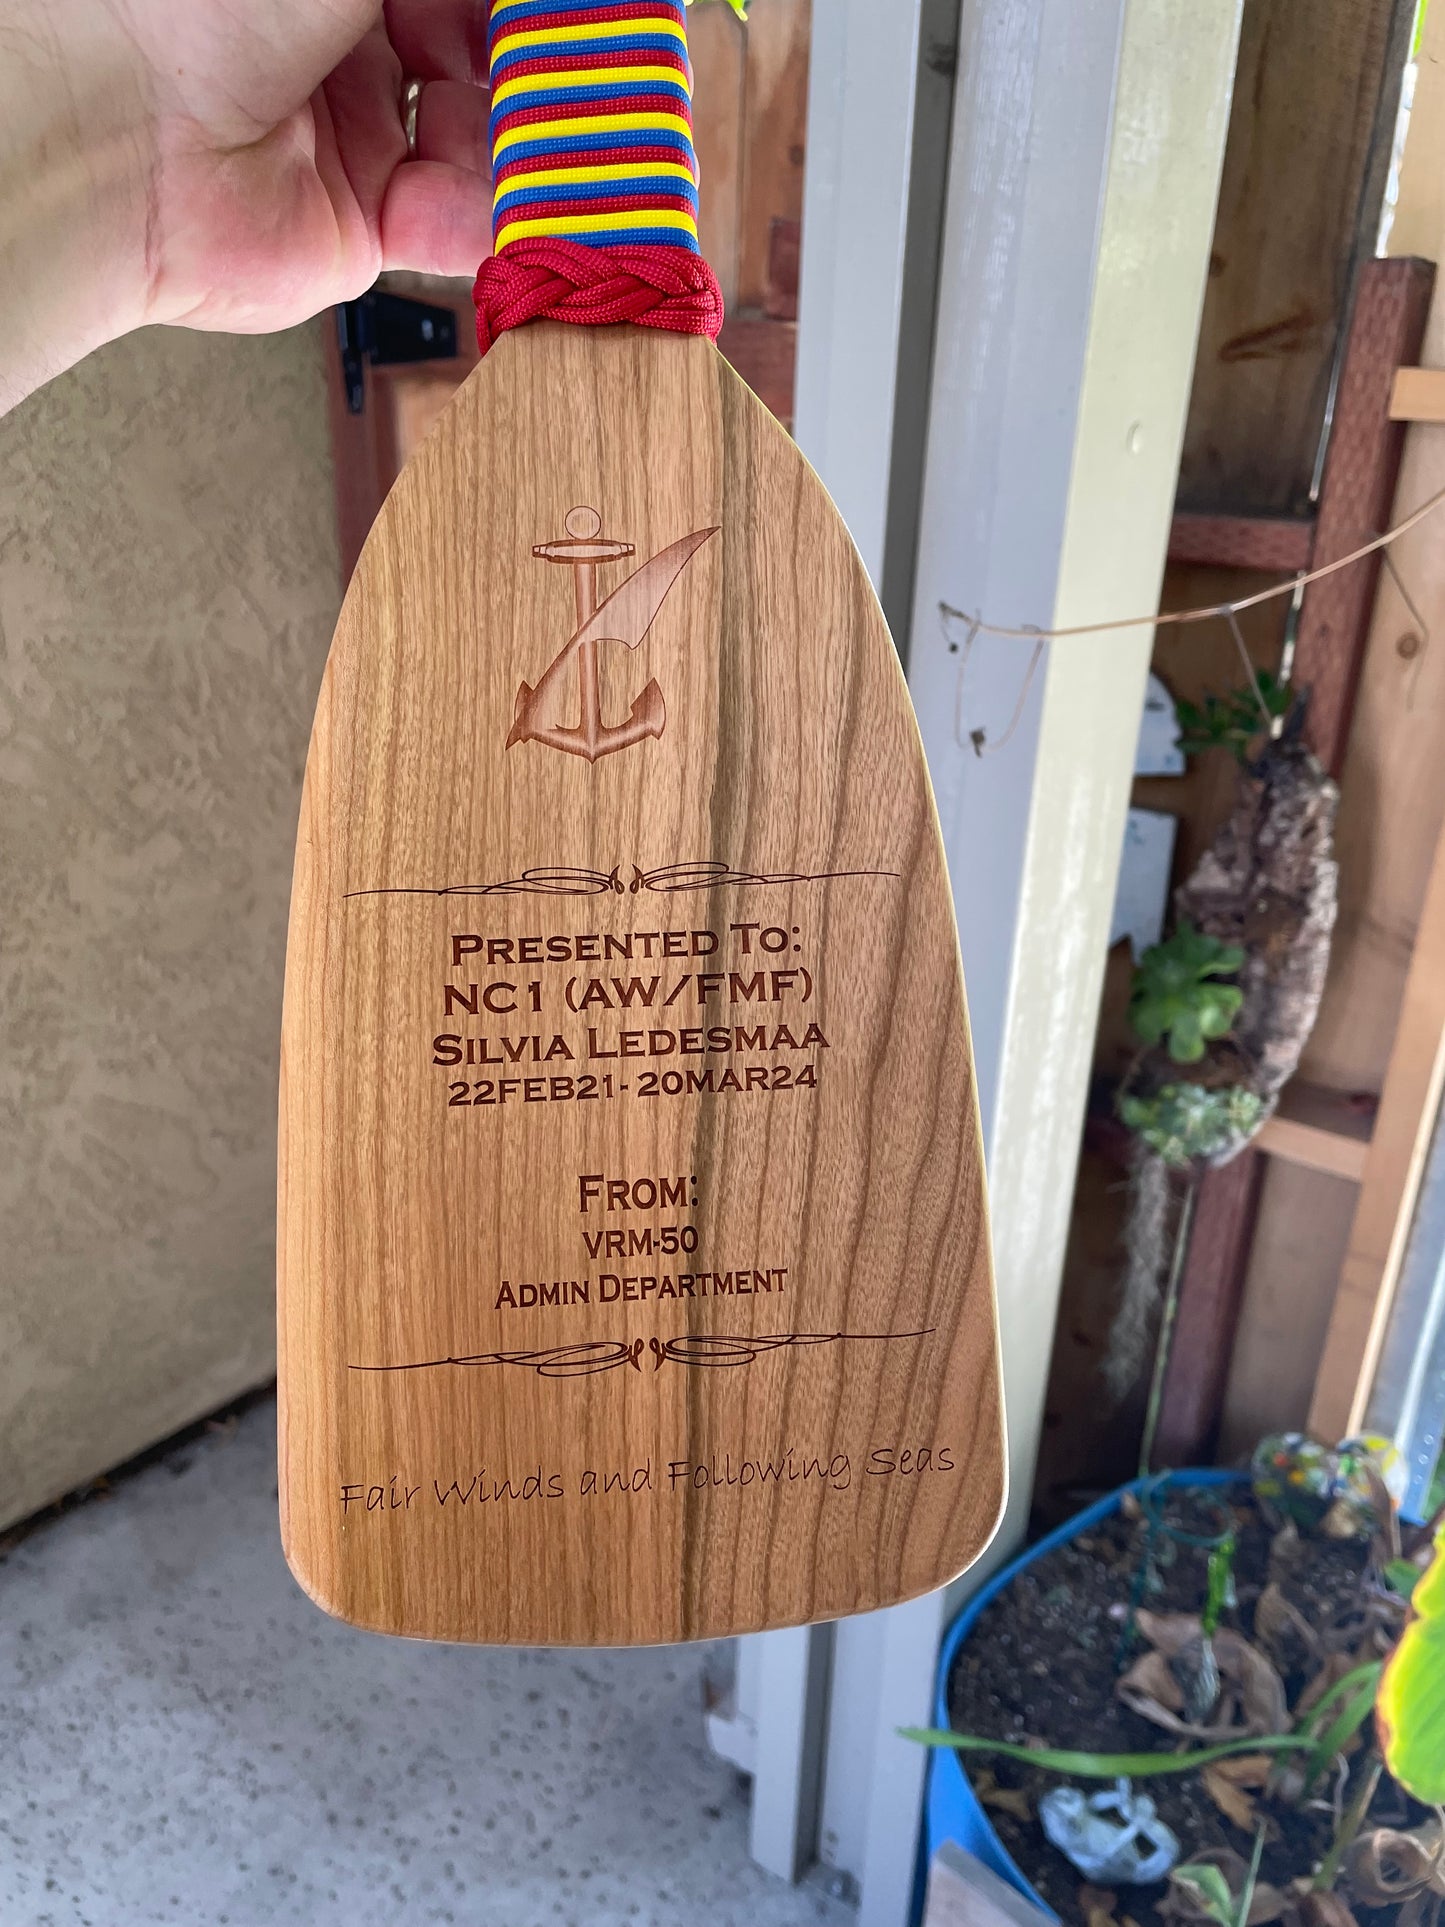 Presented To:
NC1 (AW/FMF)
Silvia Ledesmaa
22FEB21- 20MAR24
From:
VRM-50
Admin Department
Fair Winds and Following Seas